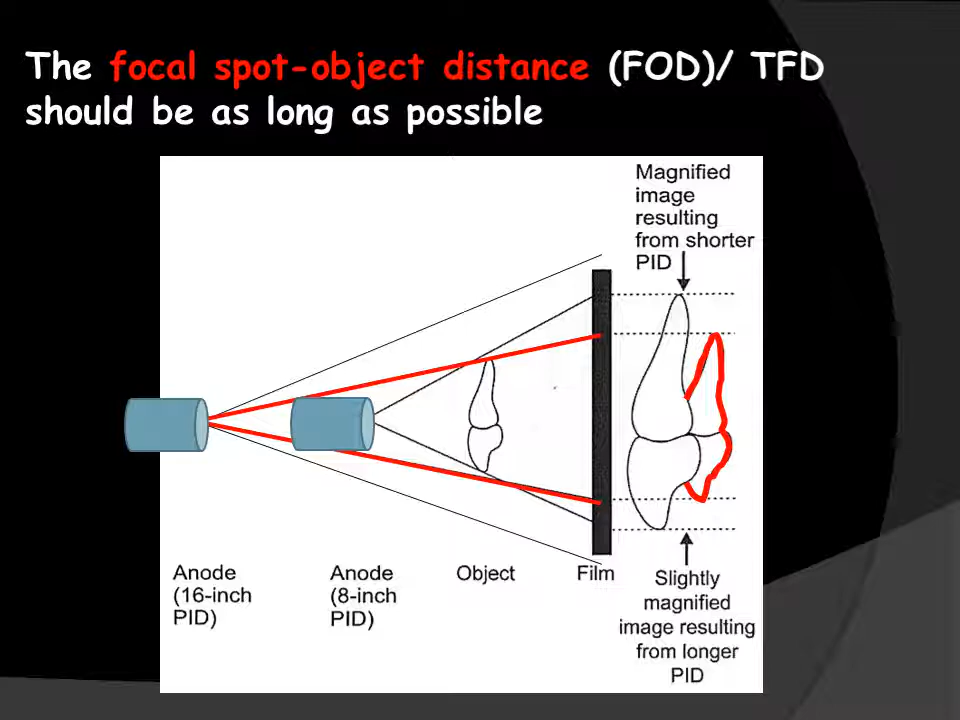 The focal spot-object distance (FOD)/ TFD
should be as long as possible
Magnified
image
resulting
from shorter
PID
Anode
(16-inch
PID)
Anode
(8-inch
PID)
Object
Film
Slightly
magnified
image resulting
from longer
PID